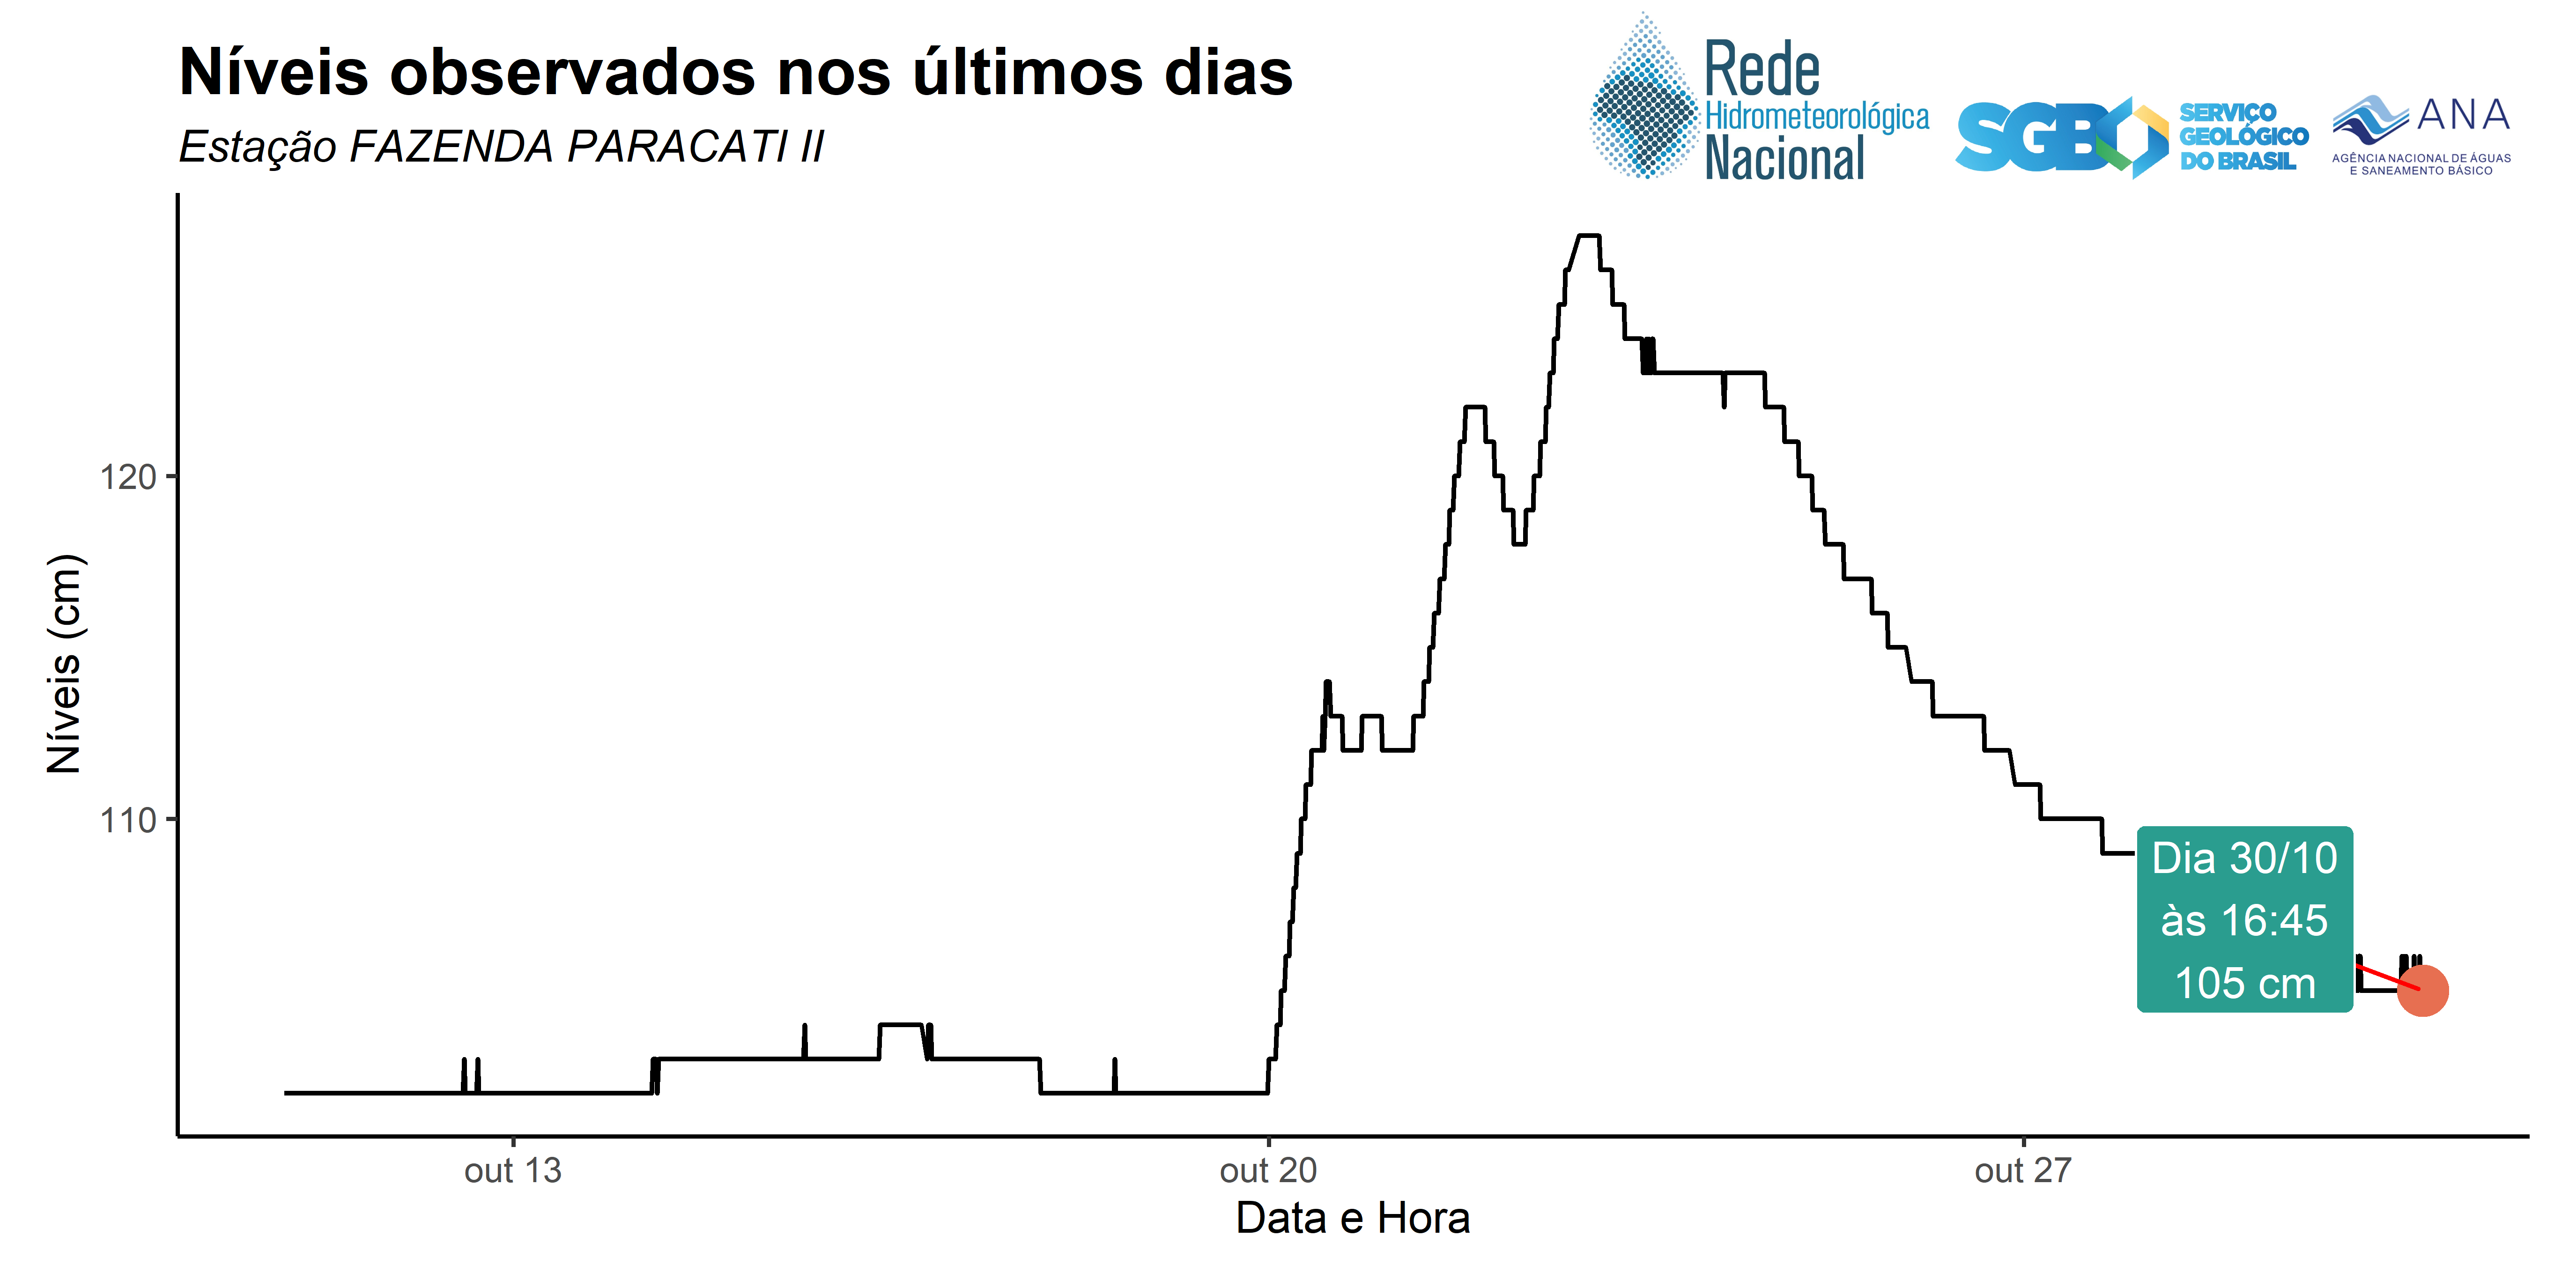 Níveis observados nos últimos dias
Estação FAZENDA PARACATI II
Rede
Hidrometeorológica
Nacional
SGB
SERVIÇO
GEOLÓGICO
DO BRASIL
ANA
AGÊNCIA NACIONAL DE ÁGUAS
E SANEAMENTO BÁSICO
Níveis (cm)
120
110
Dia 30/10
às 16:45
105 cm
out 13
out 20
out 27
Data e Hora